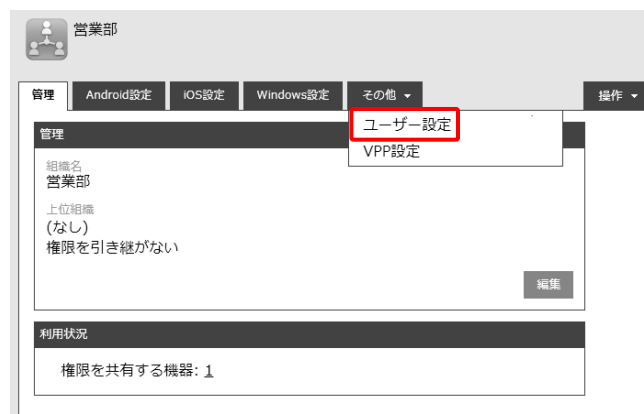 営業部
管理 Android設定 iOS設定 Windows設定 その他 操作
ユーザー設定
VPP設定
管理
組織名
営業部
上位組織
(なし)
権限を引き継がない
編集
利用状況
権限を共有する機器: 1